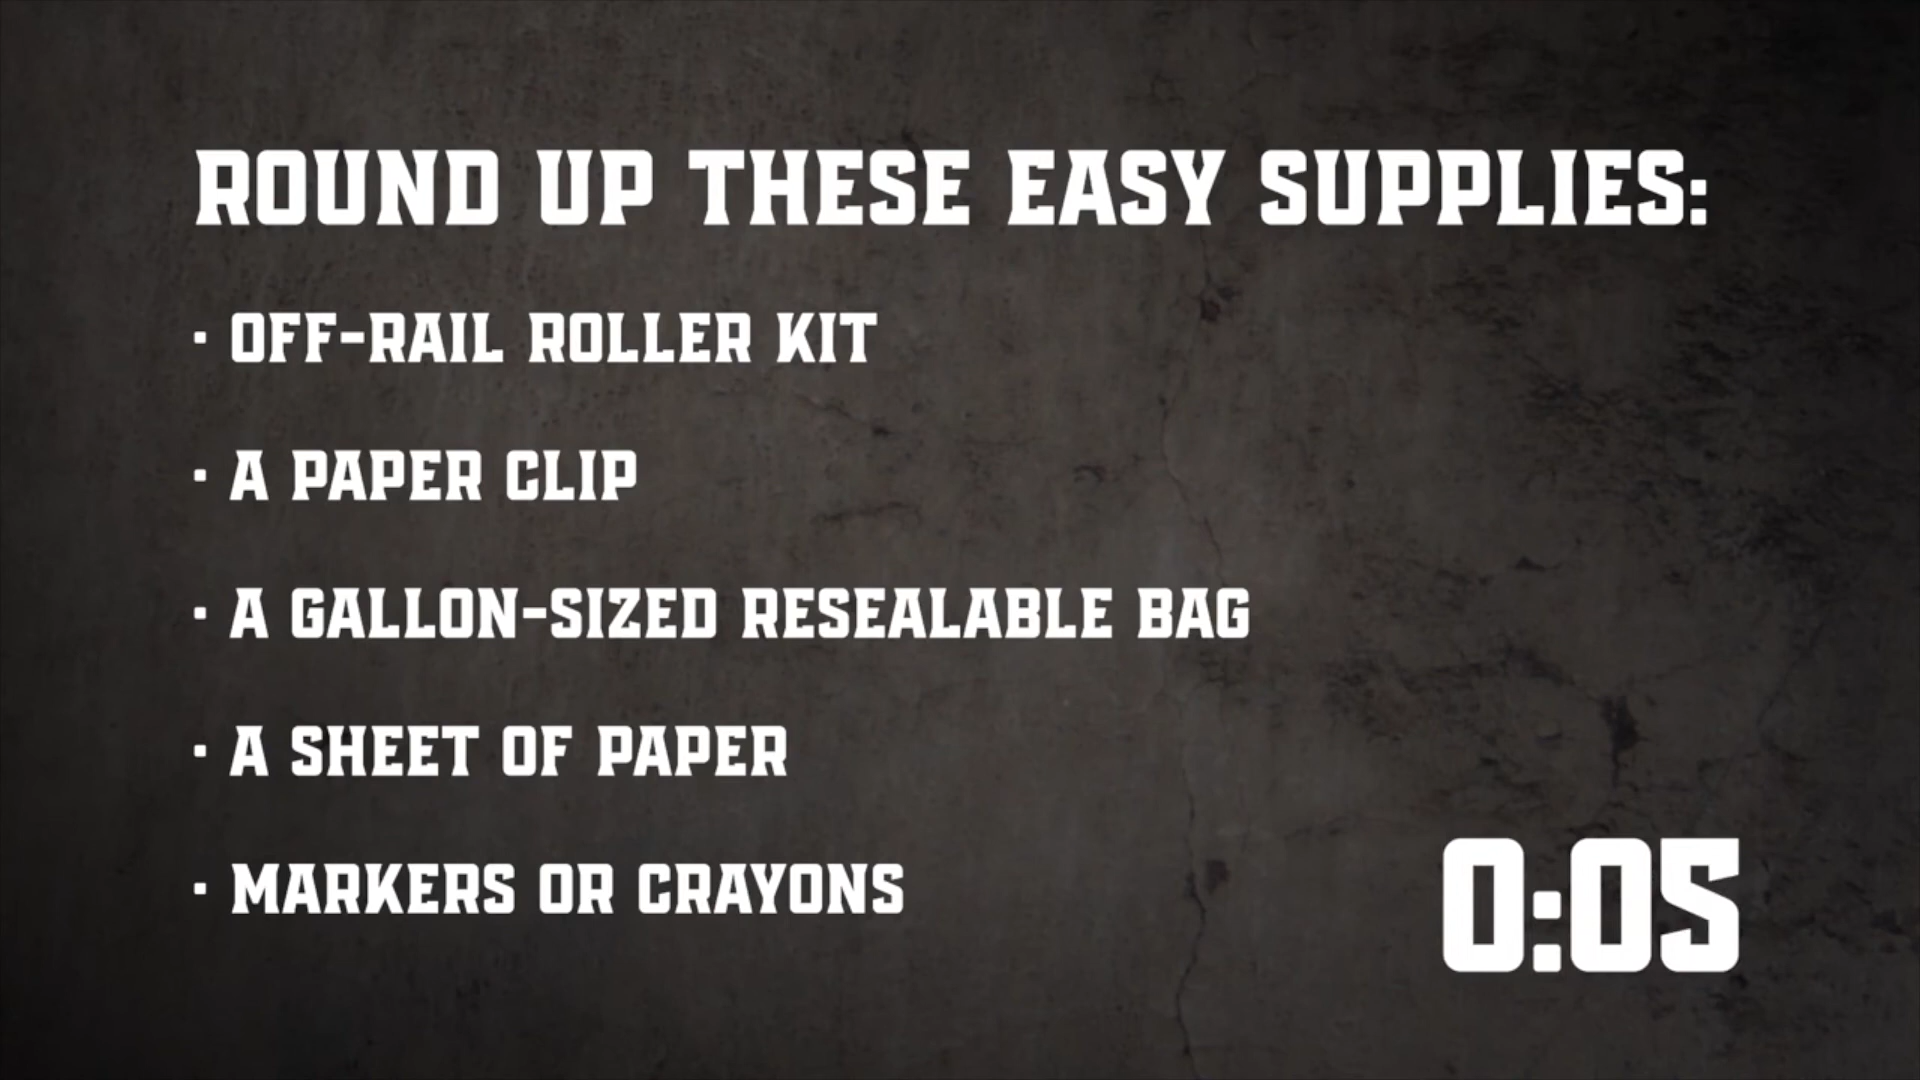 ROUND UP THESE EASY SUPPLIES:
· OFF-RAIL ROLLER KIT
· A PAPER CLIP
· A GALLON-SIZED RESEALABLE BAG
· A SHEET OF PAPER
· MARKERS OR CRAYONS
0:05